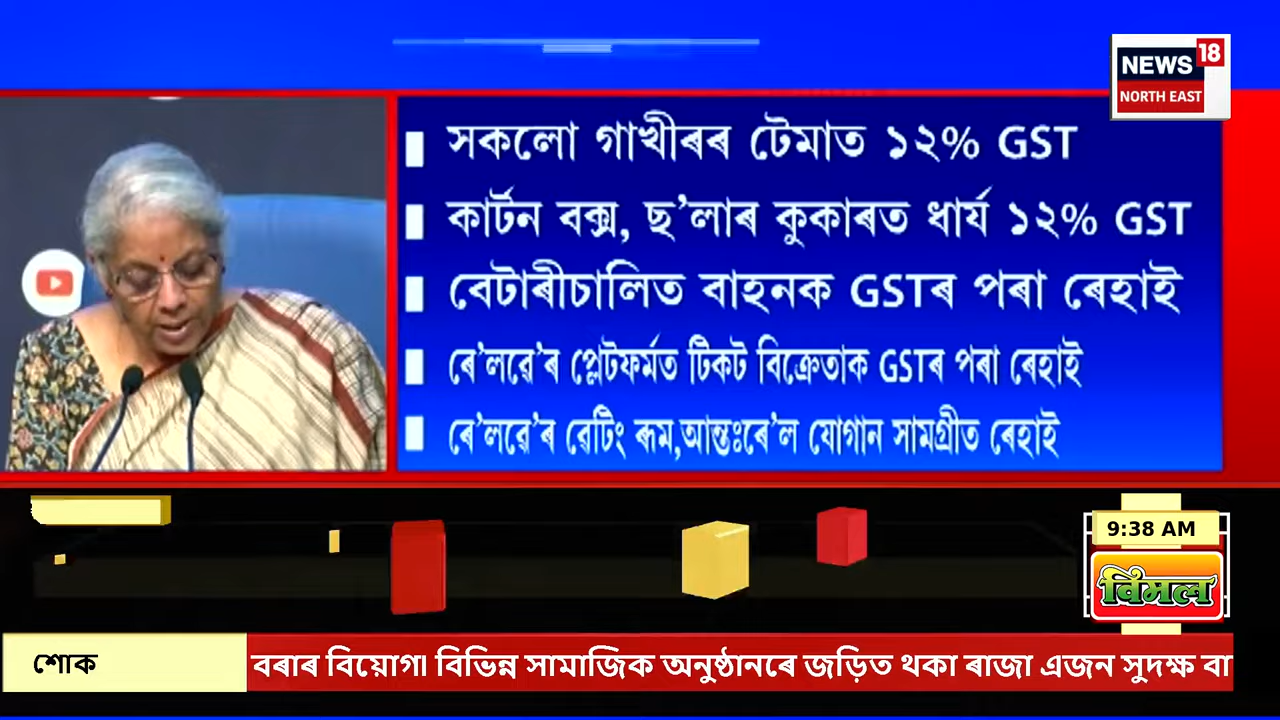 NEWS 18
NORTH EAST
সকলো গাখীৰৰ টেমাত ১২% GST
কাৰ্টন বক্স, ছ'লাৰ কুকাৰত ধাৰ্য ১২% GST
বেটাৰীচালিত বাহনক GSTৰ পৰা ৰেহাই
ৰে'লৱে'ৰ প্লেটফৰ্মত টিকট বিক্ৰেতাক GSTৰ পৰা ৰেহাই
ৰে'লৱে'ৰ ৱেটিং ৰূম,আন্তঃৰে'ল যোগান সামগ্ৰীত ৰেহাই
9:38 AM
विमल
শোক
বৰাৰ বিয়োগ। বিভিন্ন সামাজিক অনুষ্ঠানৰে জড়িত থকা ৰাজা এজন সুদক্ষ বা